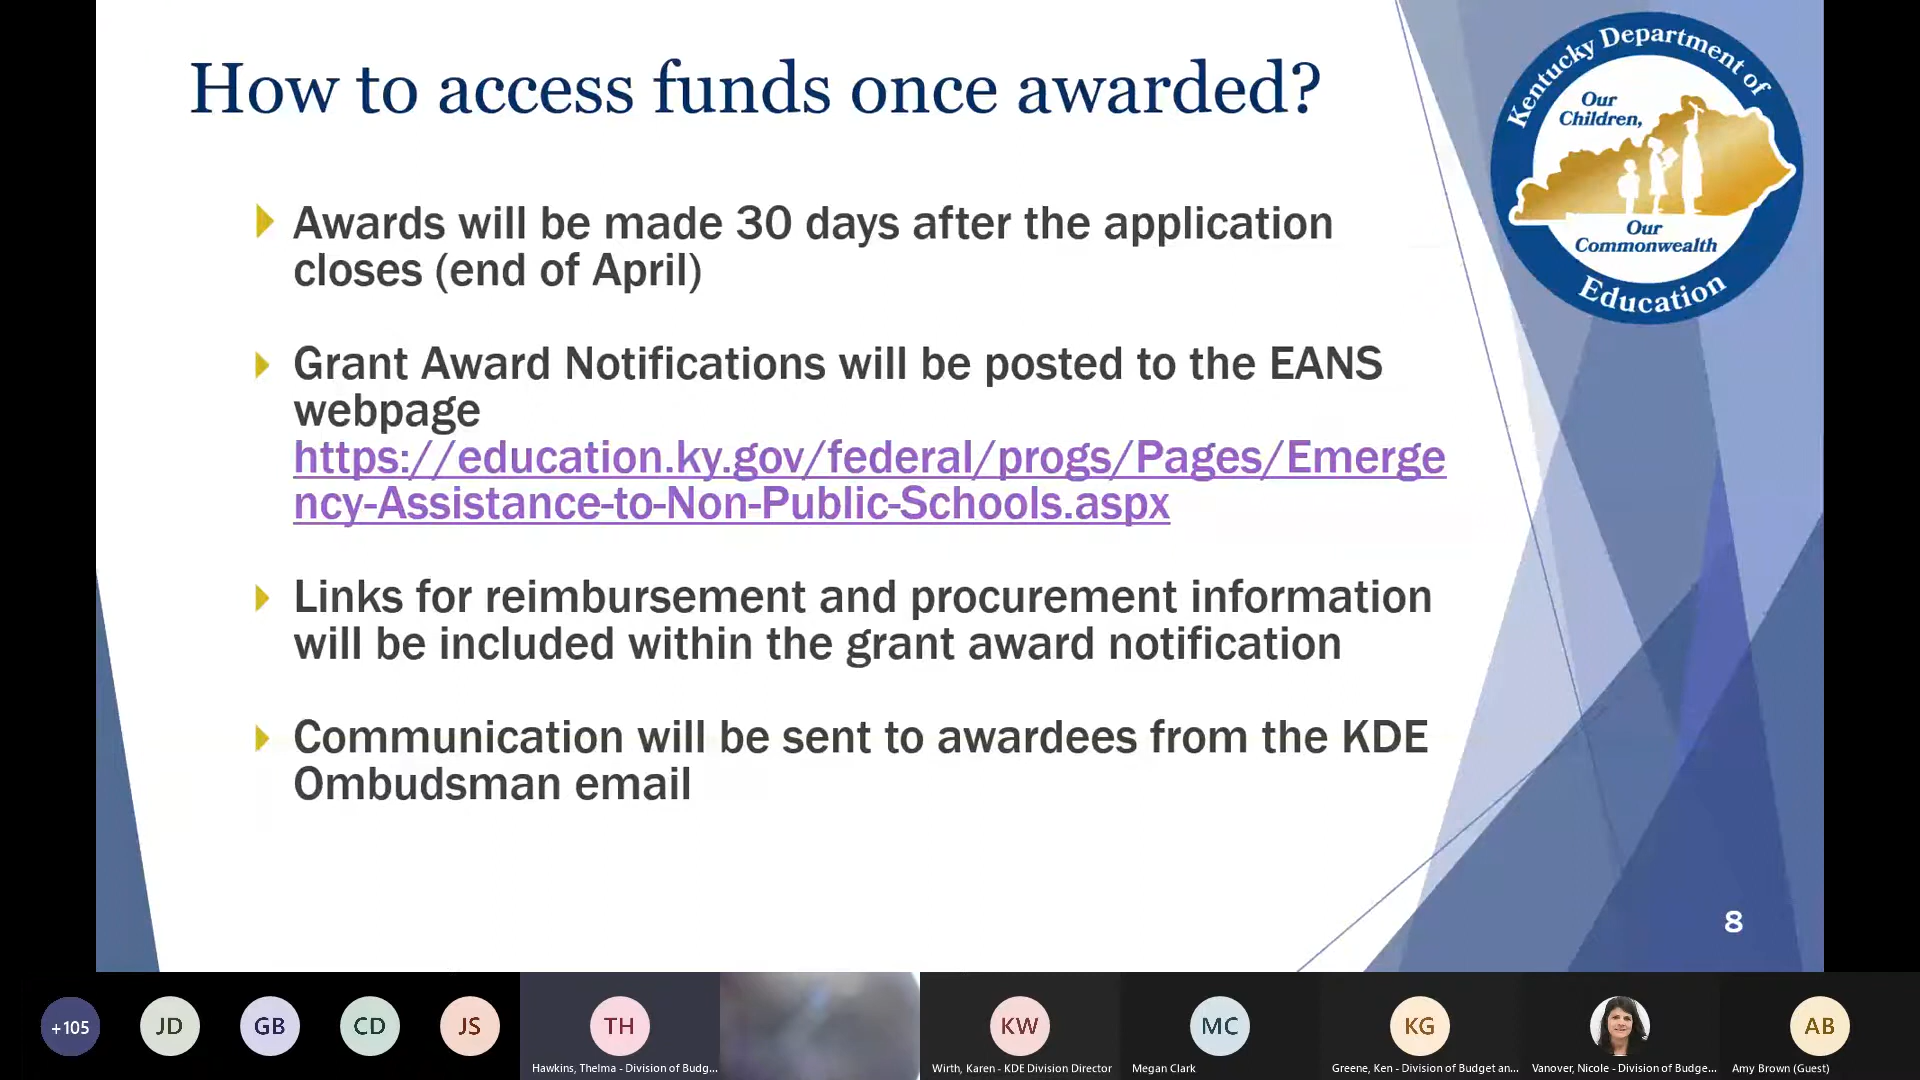 How to access funds once awarded?
Kentucky Department of
Our
Children,
Our
Commonwealth
Education
Awards will be made 30 days after the application
closes (end of April)
Grant Award Notifications will be posted to the EANS
webpage
https://education.ky.gov/federal/progs/Pages/Emerge
ncy-Assistance-to-Non-Public-Schools.aspx
Links for reimbursement and procurement information
will be included within the grant award notification
Communication will be sent to awardees from the KDE
Ombudsman email
8
+105
JD
GB
CD
JS
TH
KW
MC
KG
AB
Hawkins, Thelma - Division of Budg...
Wirth, Karen - KDE Division Director
Megan Clark
Greene, Ken - Division of Budget an...
Vanover, Nicole - Division of Budge...
Amy Brown (Guest)